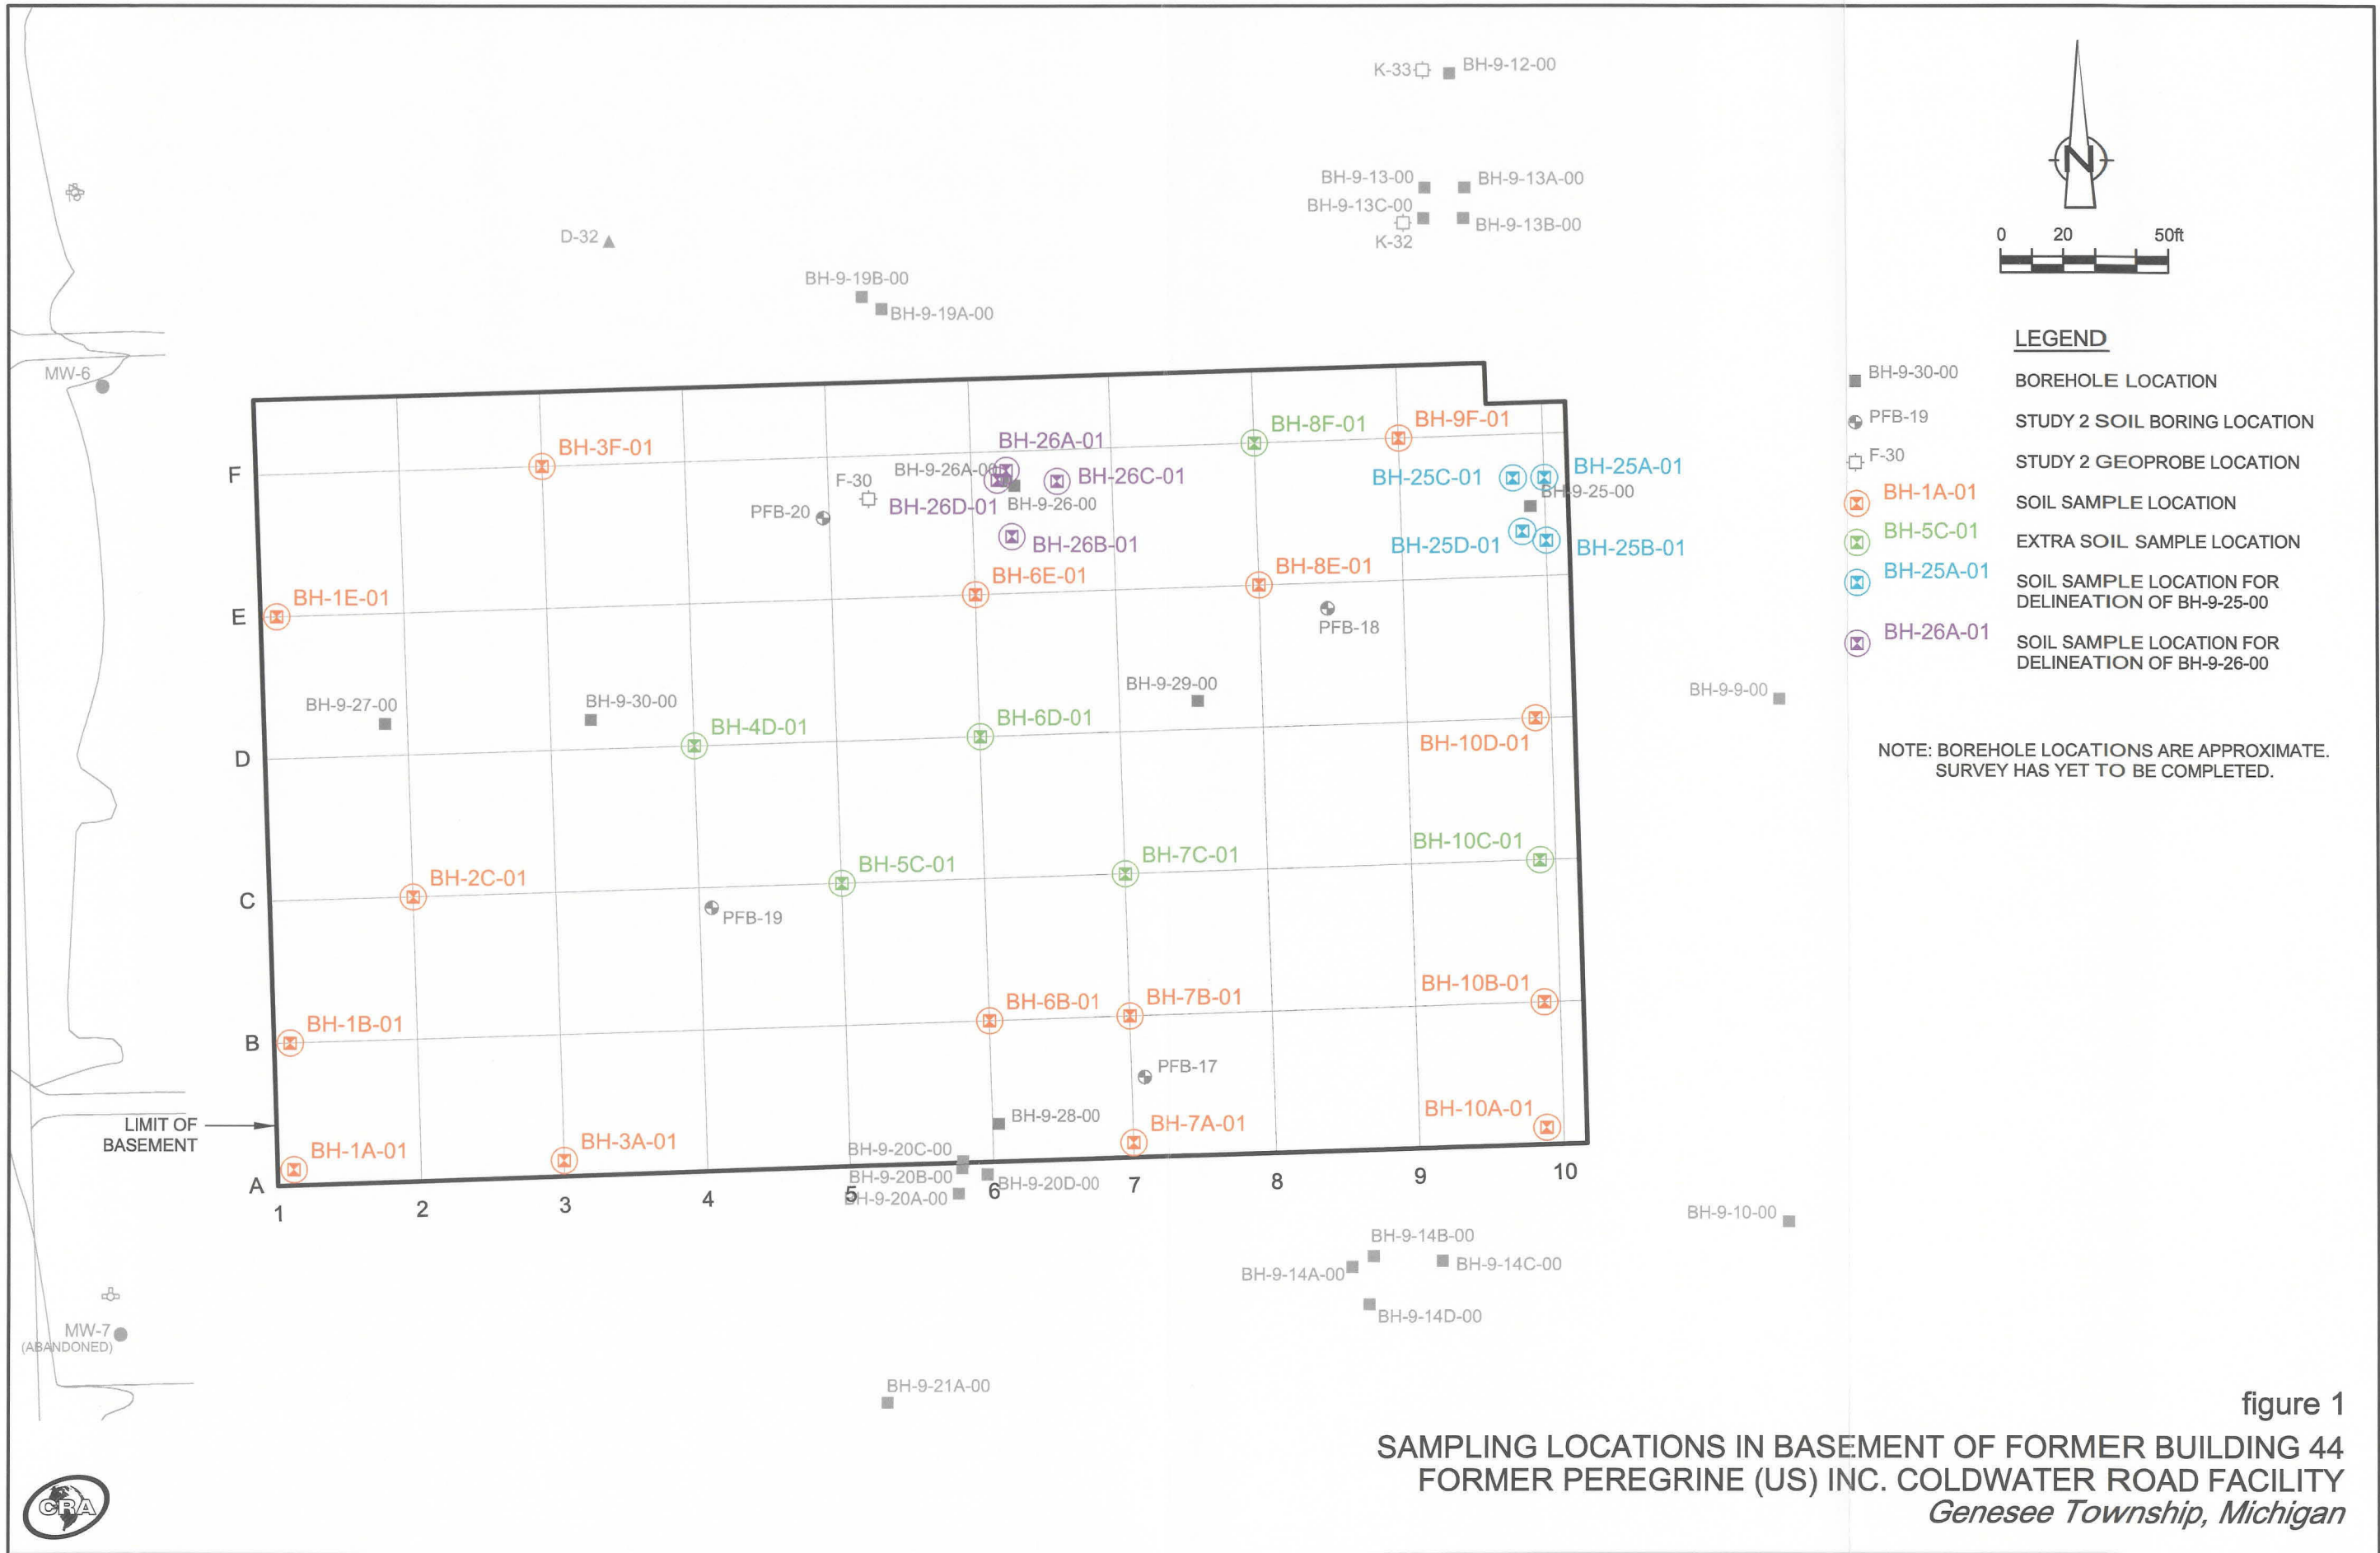 K-33
BH-9-12-00
BH-9-13-00
BH-9-13A-00
BH-9-13C-00
BH-9-13B-00
K-32
D-32
BH-9-19B-00
BH-9-19A-00
MW-6
N
0 20 50ft
LEGEND
BH-9-30-00 BOREHOLE LOCATION
PFB-19 STUDY 2 SOIL BORING LOCATION
F-30 STUDY 2 GEOPROBE LOCATION
BH-1A-01 SOIL SAMPLE LOCATION
BH-5C-01 EXTRA SOIL SAMPLE LOCATION
BH-25A-01 SOIL SAMPLE LOCATION FOR
DELINEATION OF BH-9-25-00
BH-26A-01 SOIL SAMPLE LOCATION FOR
DELINEATION OF BH-9-26-00
NOTE: BOREHOLE LOCATIONS ARE APPROXIMATE.
SURVEY HAS YET TO BE COMPLETED.
F
BH-3F-01
BH-26A-01
BH-8F-01
BH-9F-01
BH-9-26A-00
F-30
BH-26C-01
BH-25C-01
BH-25A-01
PFB-20
BH-26D-01
BH-9-26-00
BH-9-25-00
BH-26B-01
BH-25D-01
BH-25B-01
E
BH-1E-01
BH-6E-01
BH-8E-01
PFB-18
BH-9-27-00
BH-9-30-00
BH-9-29-00
BH-9-9-00
D
BH-4D-01
BH-6D-01
BH-10D-01
C
BH-2C-01
BH-5C-01
BH-7C-01
BH-10C-01
PFB-19
B
BH-1B-01
BH-6B-01
BH-7B-01
BH-10B-01
PFB-17
LIMIT OF
BASEMENT
BH-9-28-00
BH-1A-01
BH-3A-01
BH-7A-01
BH-10A-01
BH-9-20C-00
BH-9-20B-00
BH-9-20D-00
BH-9-20A-00
A
1 2 3 4 5 6 7 8 9 10
BH-9-10-00
BH-9-14B-00
BH-9-14A-00
BH-9-14C-00
BH-9-14D-00
MW-7
(ABANDONED)
BH-9-21A-00
figure 1
SAMPLING LOCATIONS IN BASEMENT OF FORMER BUILDING 44
FORMER PEREGRINE (US) INC. COLDWATER ROAD FACILITY
Genesee Township, Michigan
CRA